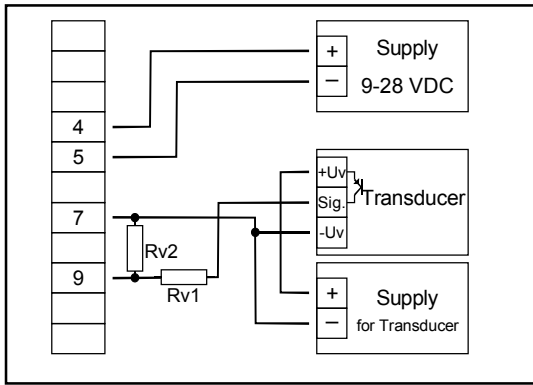 + Supply
− 9-28 VDC
4
5
+Uv
Sig. Transducer
7
-Uv
Rv2
9
Rv1
+ Supply
− for Transducer